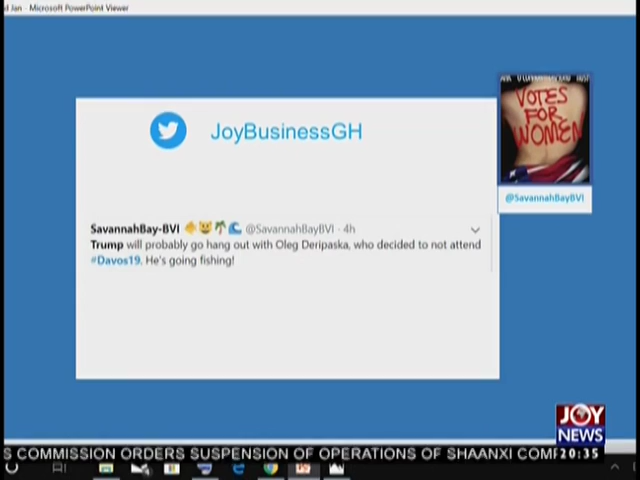 d Jan - Microsoft PowerPoint Viewer
VOTES
FOR
WOMEN
JoyBusinessGH
@SavannahBayBVI
SavannahBay-BVI @SavannahBayBVI · 4h
Trump will probably go hang out with Oleg Deripaska, who decided to not attend
#Davos19. He's going fishing!
JOY
NEWS
S COMMISSION ORDERS SUSPENSION OF OPERATIONS OF SHAANXI COMP
20:35